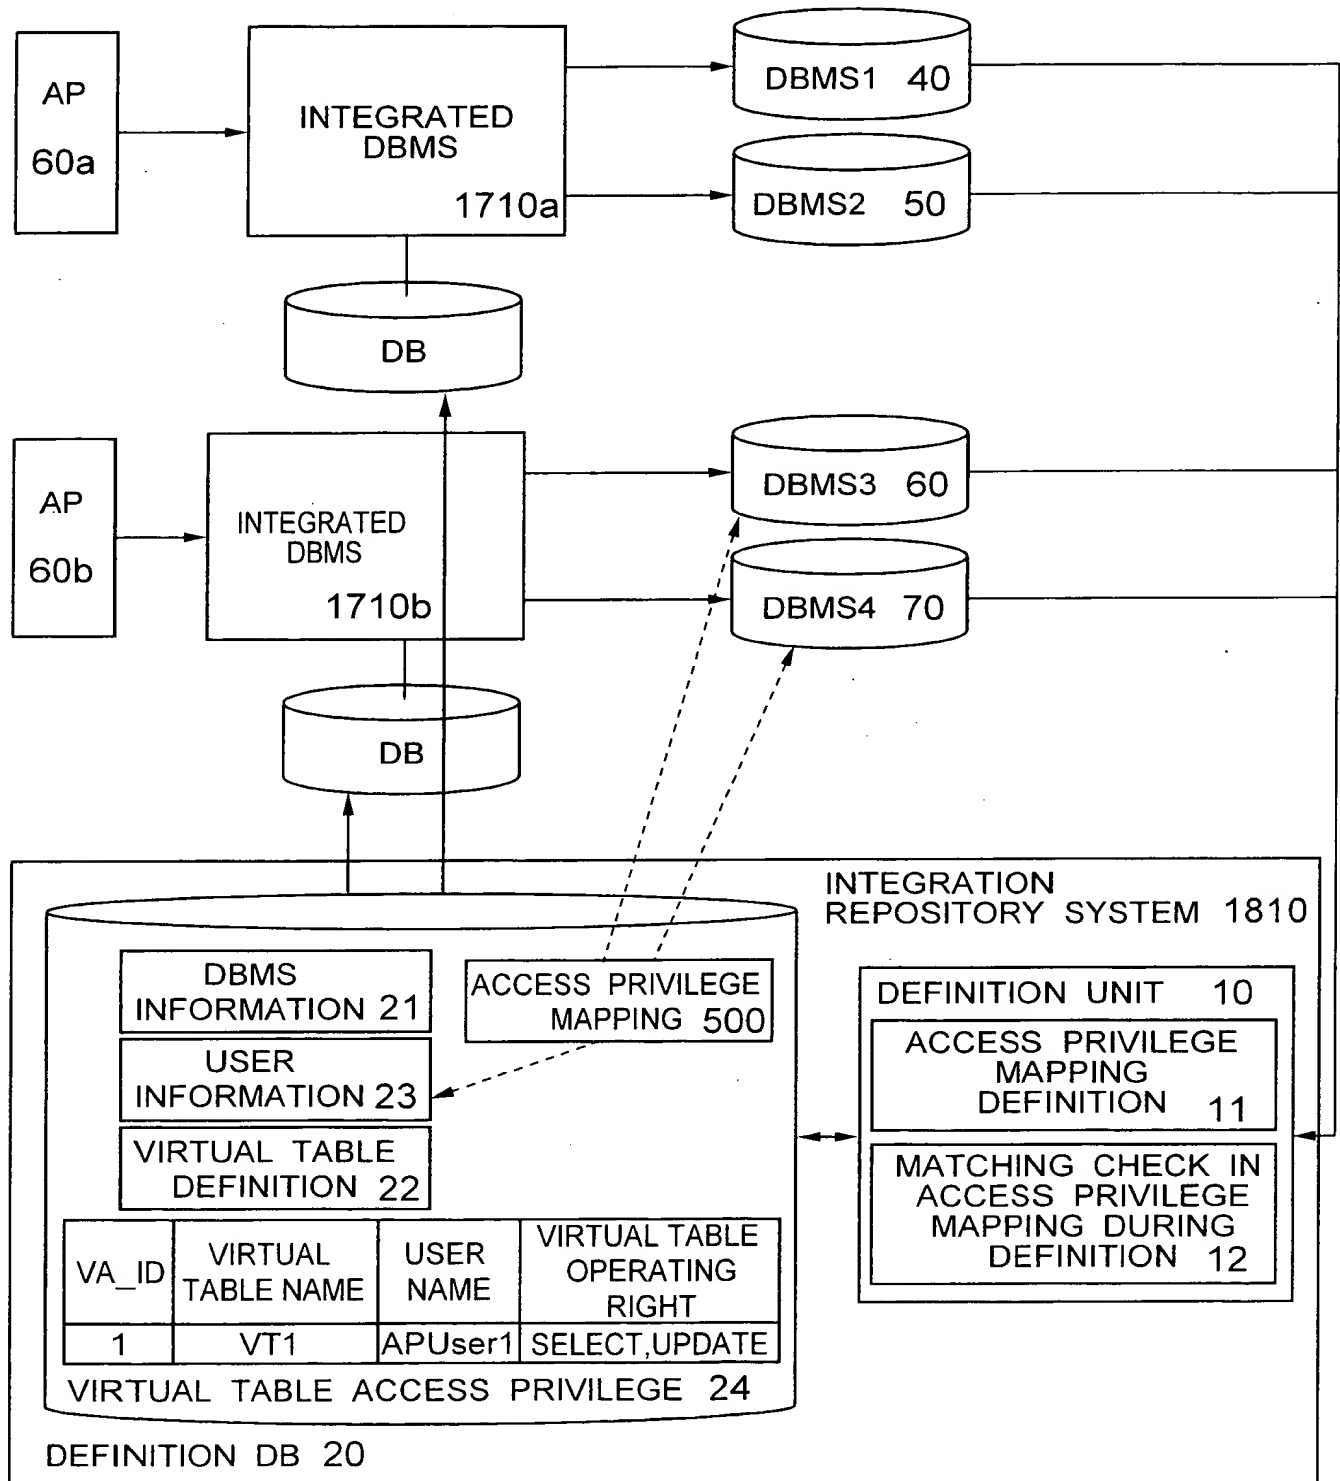 AP
60a
INTEGRATED
DBMS
1710a
DBMS1 40
DBMS2 50
DB
AP
60b
INTEGRATED
DBMS
1710b
DBMS3 60
DBMS4 70
DB
INTEGRATION
REPOSITORY SYSTEM 1810
DBMS
INFORMATION 21
ACCESS PRIVILEGE
MAPPING 500
USER
INFORMATION 23
VIRTUAL TABLE
DEFINITION 22
DEFINITION UNIT 10
ACCESS PRIVILEGE
MAPPING
DEFINITION 11
MATCHING CHECK IN
ACCESS PRIVILEGE
MAPPING DURING
DEFINITION 12
VA_ID
VIRTUAL
TABLE NAME
USER
NAME
VIRTUAL TABLE
OPERATING
RIGHT
1 VT1 APUser1 SELECT,UPDATE
VIRTUAL TABLE ACCESS PRIVILEGE 24
DEFINITION DB 20